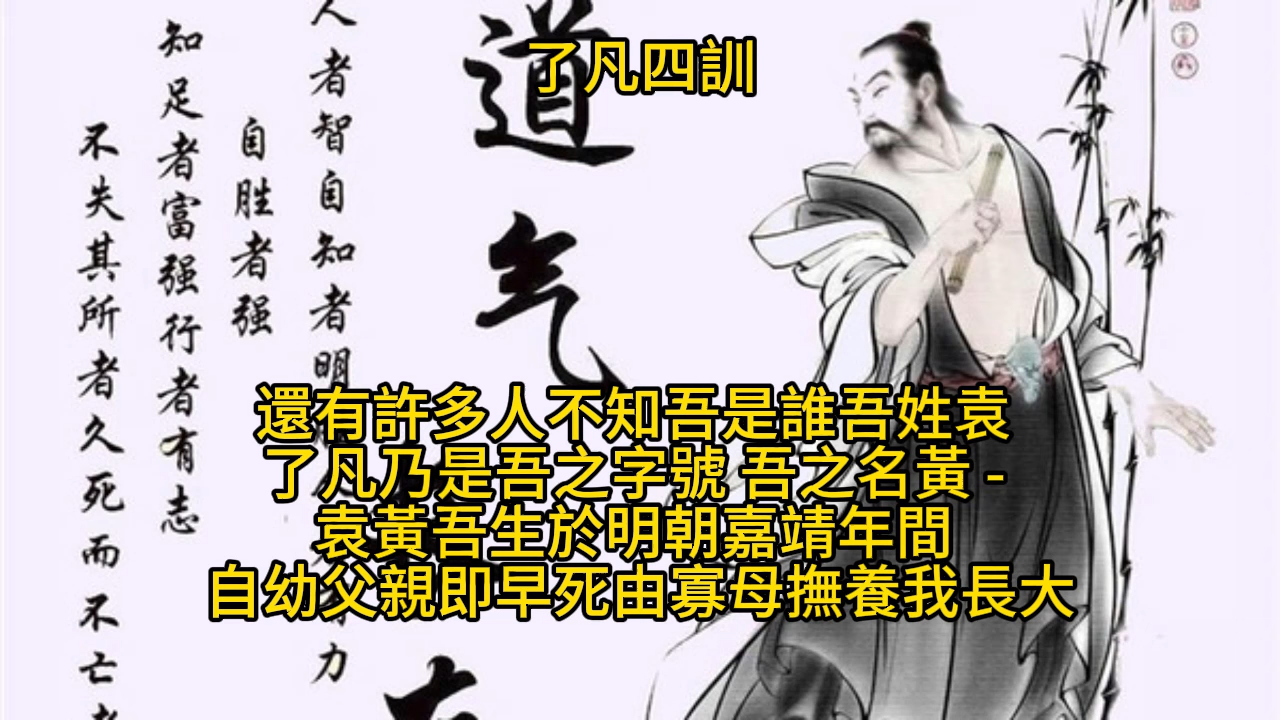 了凡四訓
還有許多人不知吾是誰吾姓袁
了凡乃是吾之字號 吾之名黃 -
袁黃吾生於明朝嘉靖年間
自幼父親即早死由寡母撫養我長大
道气
人者智自知者明 力
自胜者强
知足者富强行者有志
不失其所者久死而不亡者